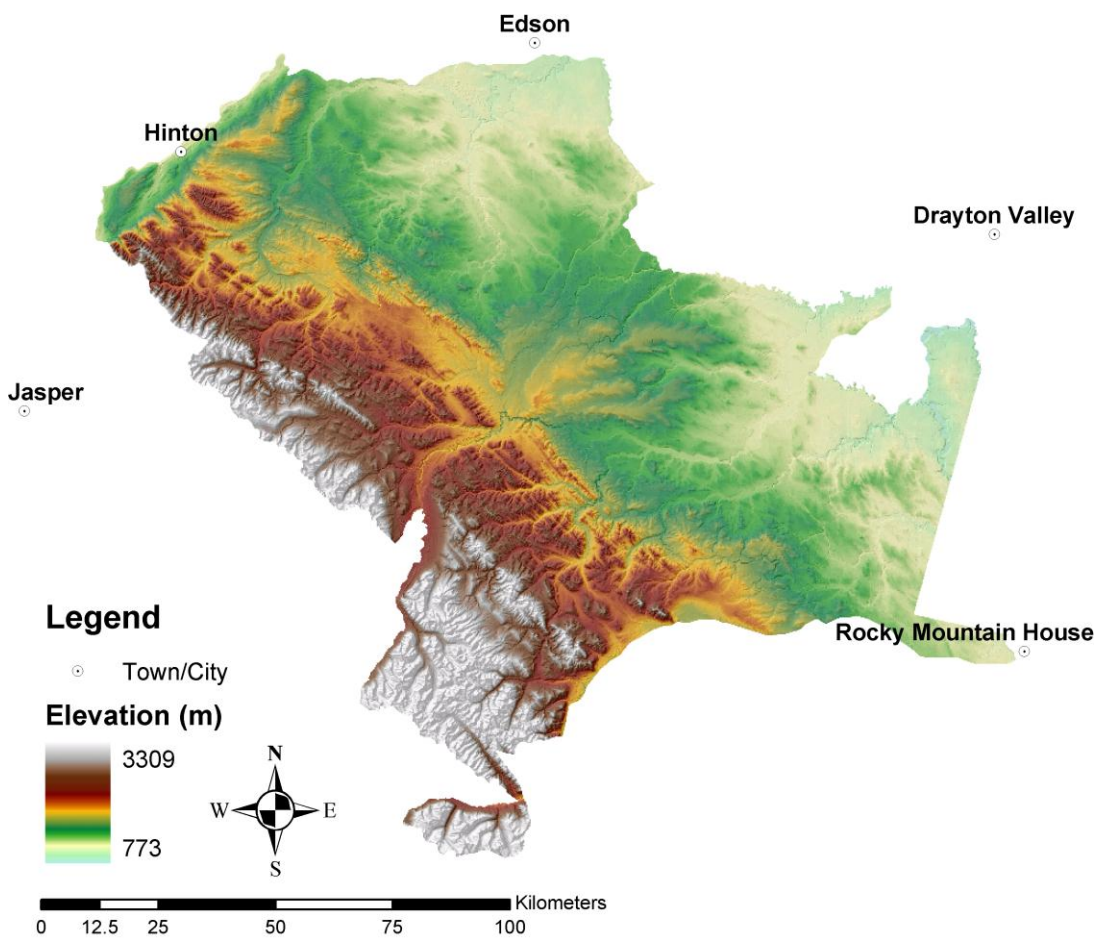 Edson
Hinton
Drayton Valley
Jasper
Rocky Mountain House
Legend
Town/City
Elevation (m)
3309
773
N
W
E
S
Kilometers
0 12.5 25 50 75 100